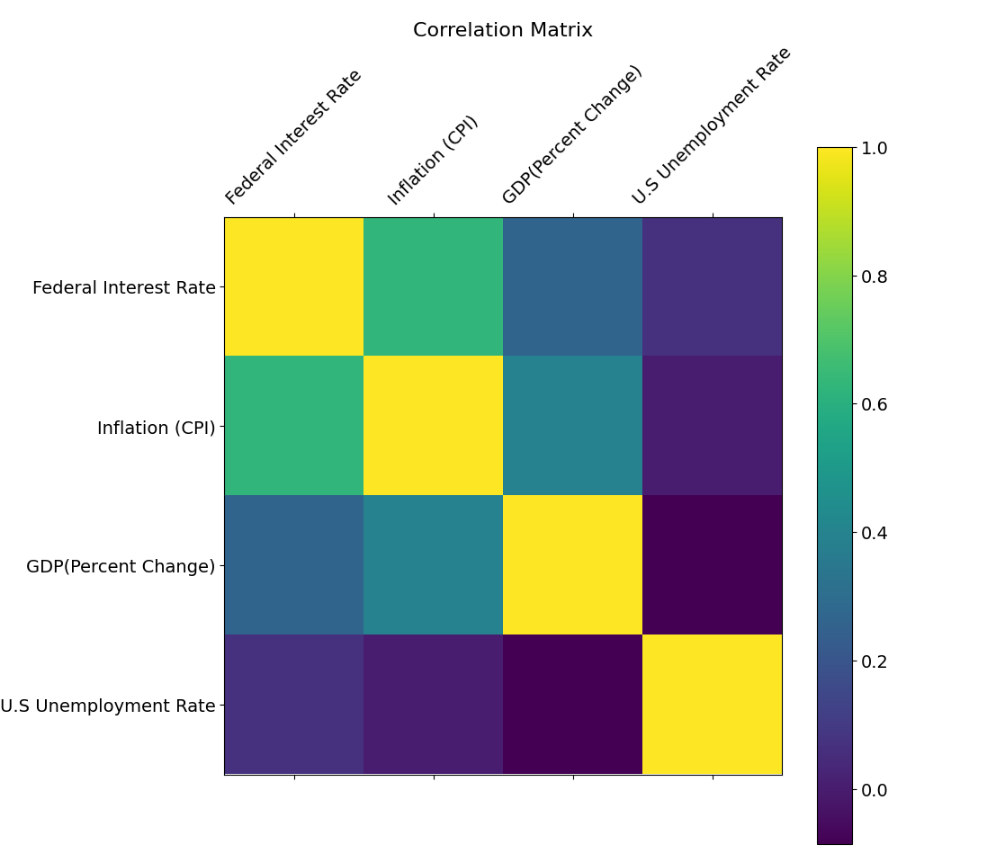 Correlation Matrix
Federal Interest Rate
Inflation (CPI)
GDP(Percent Change)
U.S Unemployment Rate
Federal Interest Rate
Inflation (CPI)
GDP(Percent Change)
U.S Unemployment Rate
1.0
0.8
0.6
0.4
0.2
0.0